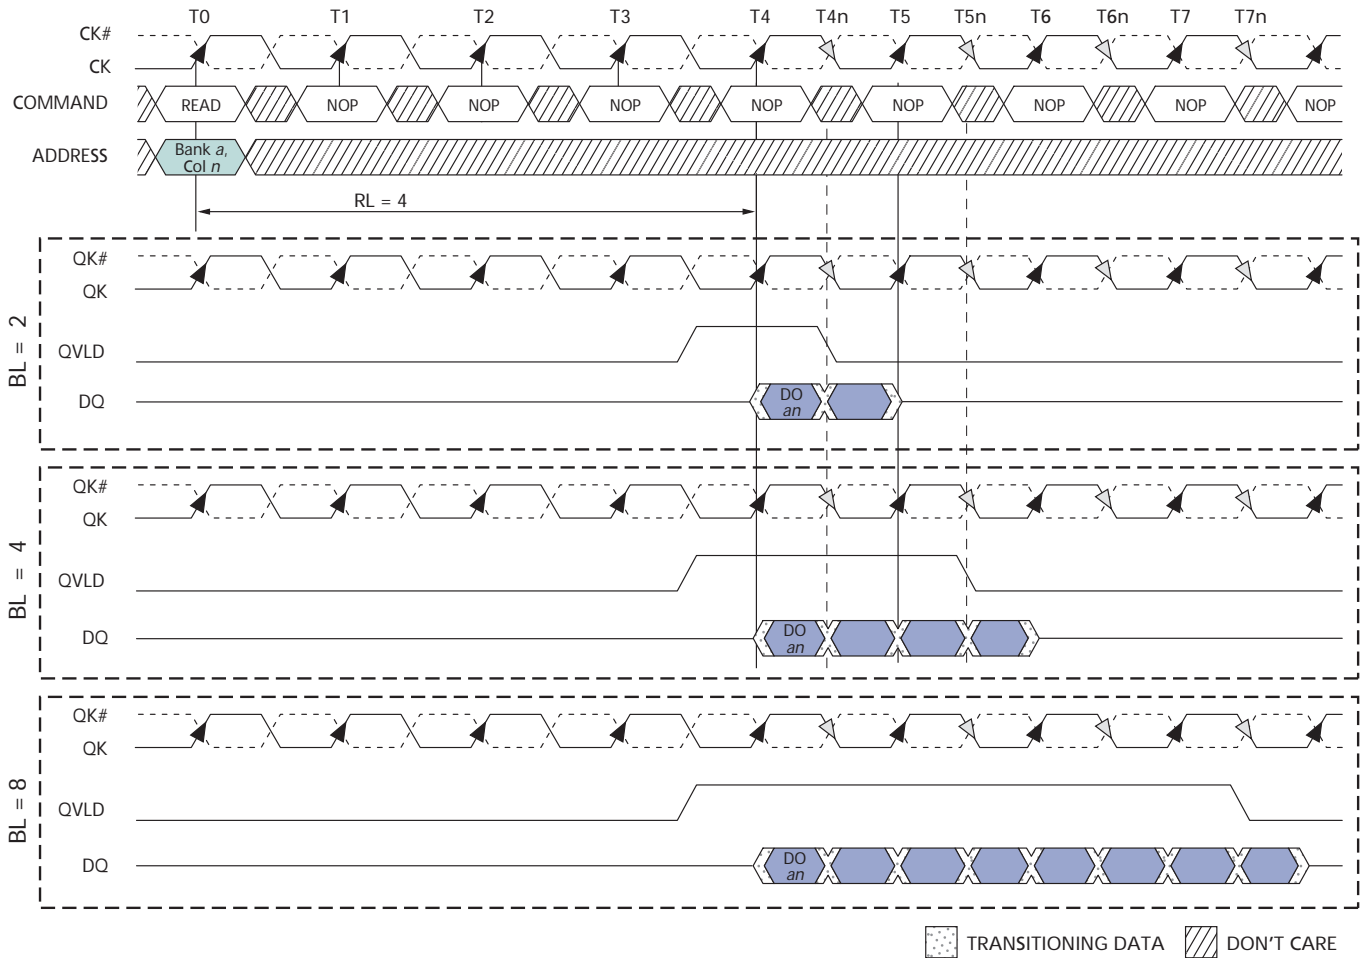 T0 T1 T2 T3 T4 T4n T5 T5n T6 T6n T7 T7n
CK#
CK
COMMAND READ NOP NOP NOP NOP NOP NOP NOP NOP
ADDRESS Bank a,
Col n
RL = 4
BL = 2
QK#
QK
QVLD
DQ DO
an
BL = 4
QK#
QK
QVLD
DQ DO
an
BL = 8
QK#
QK
QVLD
DQ DO
an
TRANSITIONING DATA DON'T CARE